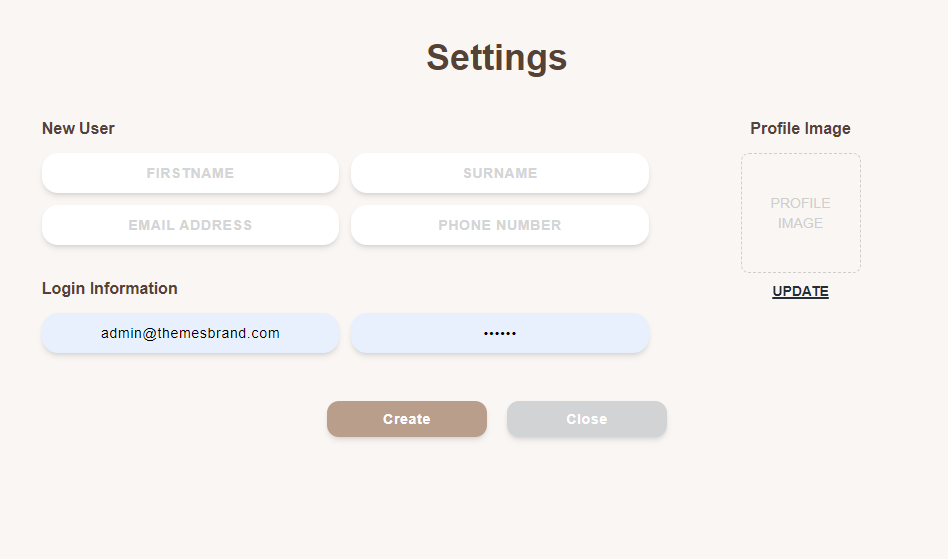 Settings
New User
FIRSTNAME
SURNAME
EMAIL ADDRESS
PHONE NUMBER
Login Information
admin@themesbrand.com
••••••
Profile Image
PROFILE
IMAGE
UPDATE
Create
Close